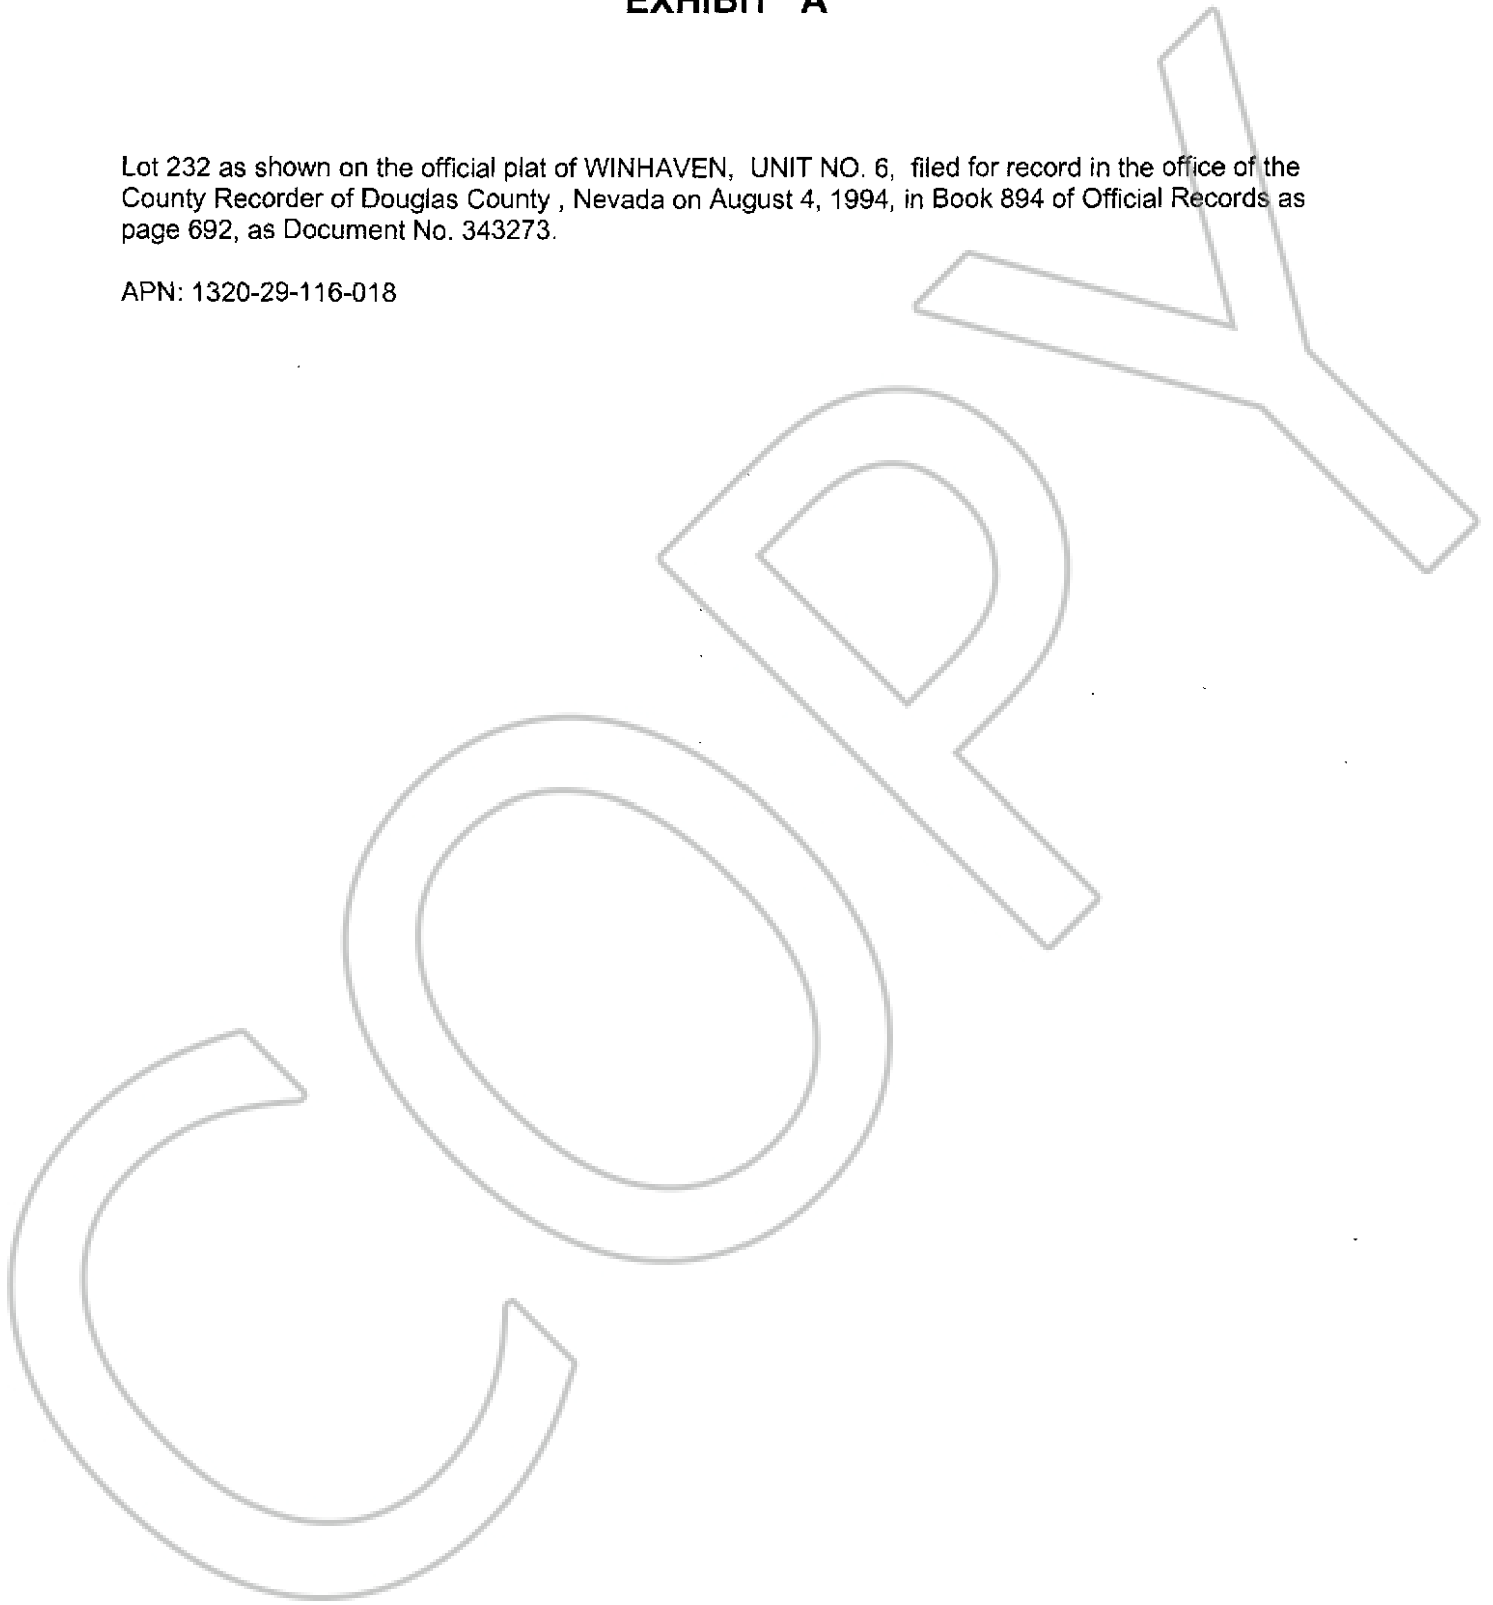 EXHIBIT "A"
Lot 232 as shown on the official plat of WINHAVEN, UNIT NO. 6, filed for record in the office of the
County Recorder of Douglas County , Nevada on August 4, 1994, in Book 894 of Official Records as
page 692, as Document No. 343273.
APN: 1320-29-116-018
COPY